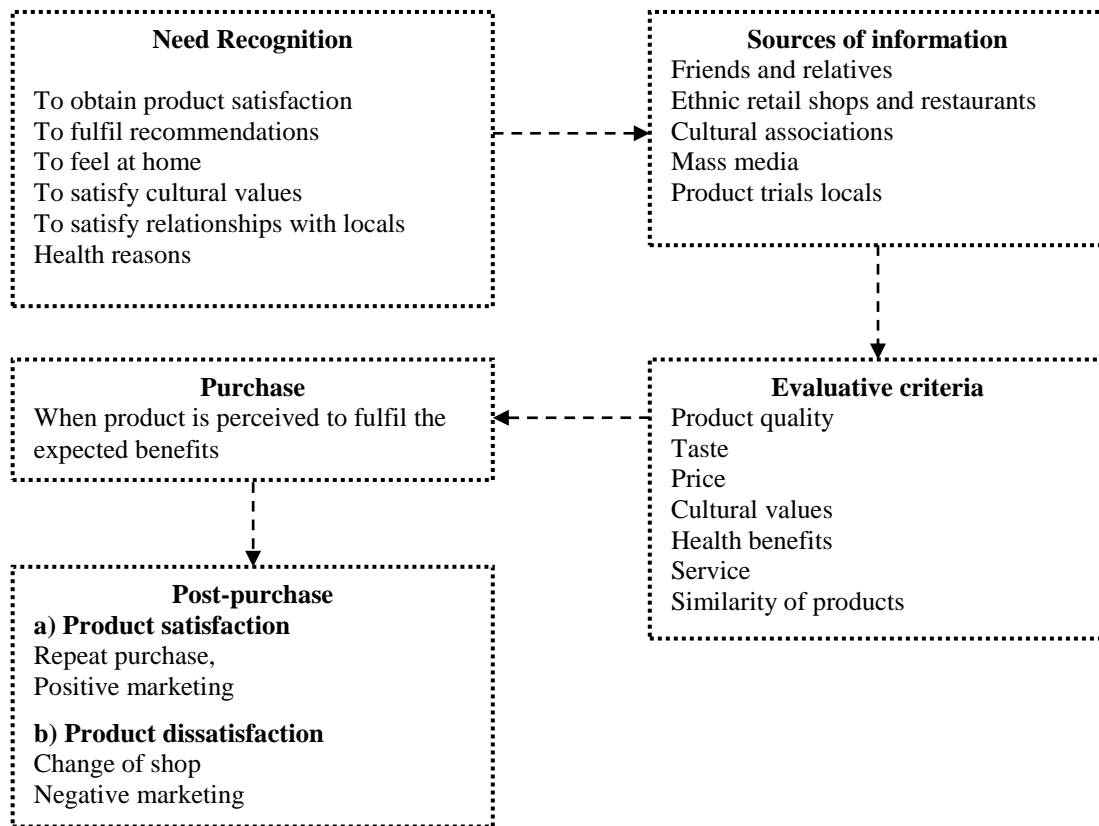 Need Recognition
To obtain product satisfaction
To fulfil recommendations
To feel at home
To satisfy cultural values
To satisfy relationships with locals
Health reasons
Sources of information
Friends and relatives
Ethnic retail shops and restaurants
Cultural associations
Mass media
Product trials locals
Evaluative criteria
Product quality
Taste
Price
Cultural values
Health benefits
Service
Similarity of products
Purchase
When product is perceived to fulfil the
expected benefits
Post-purchase
a) Product satisfaction
Repeat purchase,
Positive marketing
b) Product dissatisfaction
Change of shop
Negative marketing